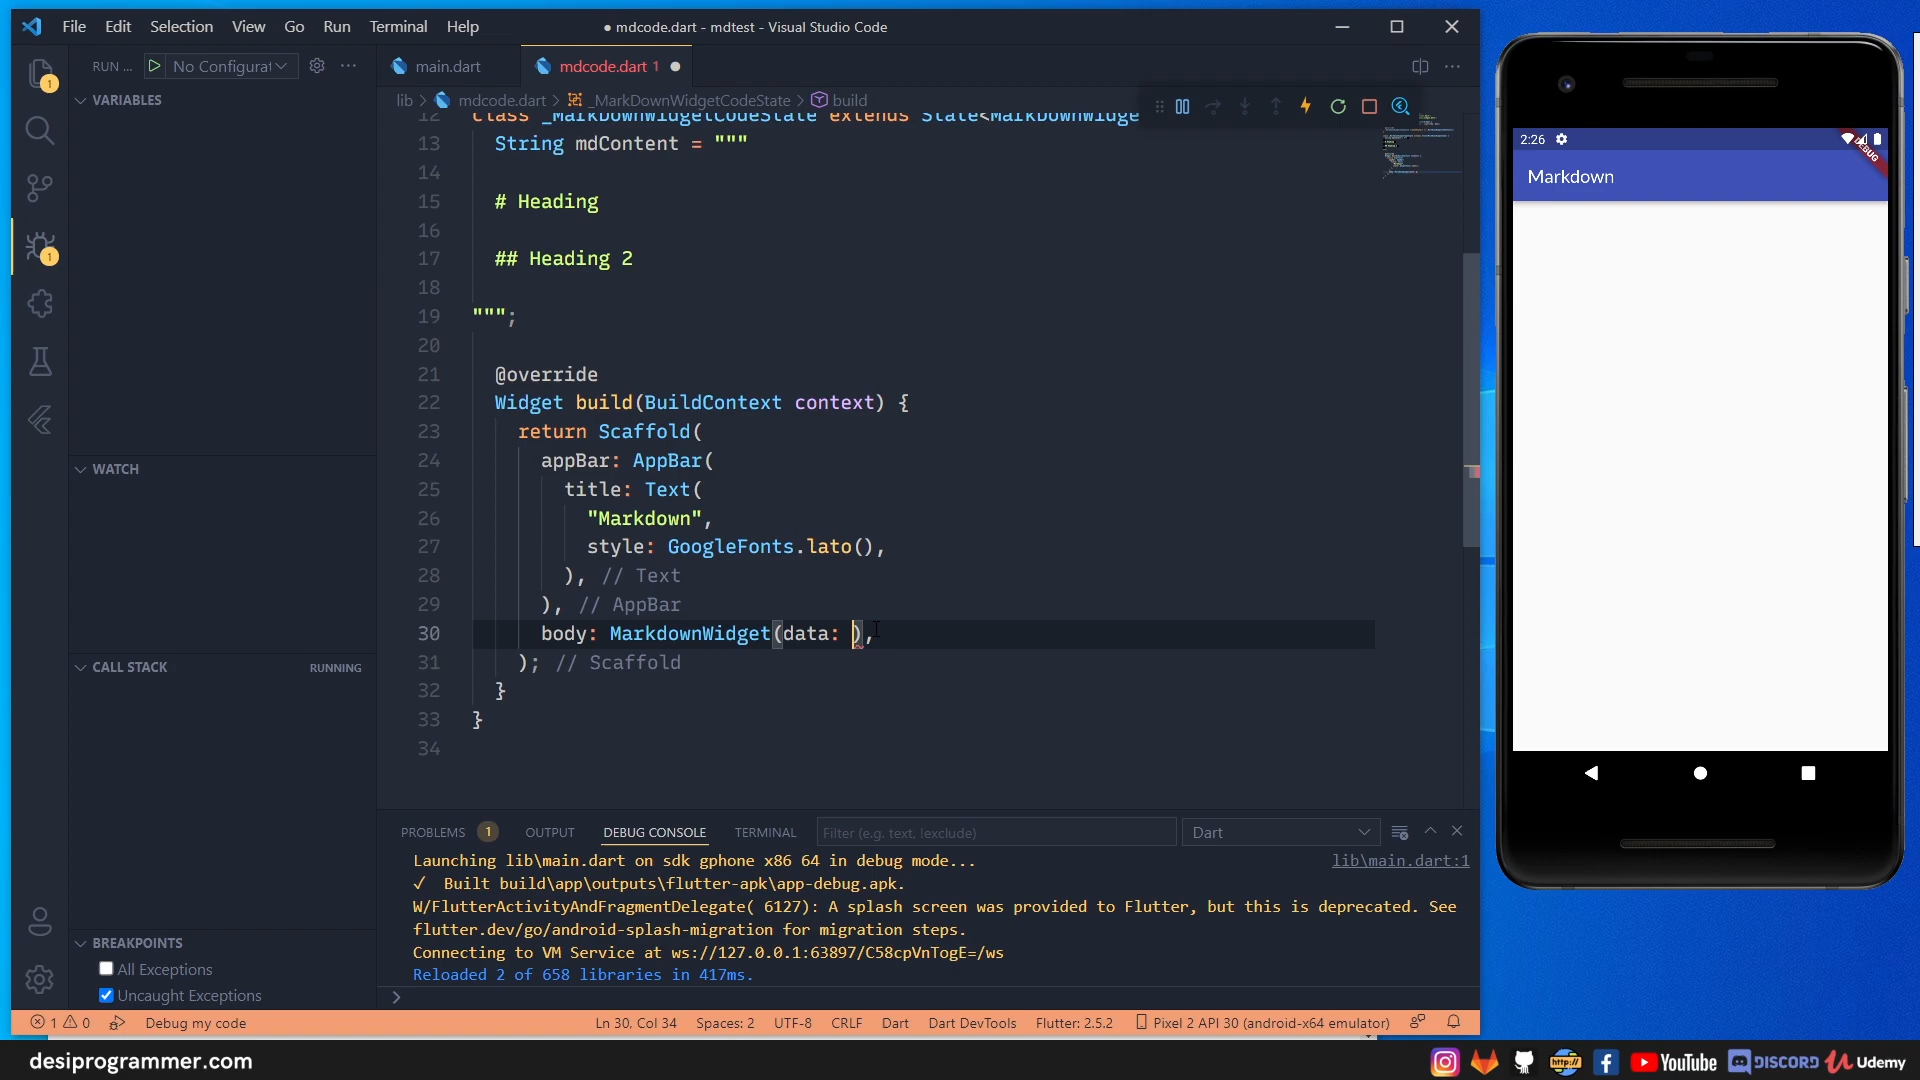 File Edit Selection View Go Run Terminal Help
● mdcode.dart - mdtest - Visual Studio Code
RUN ... No Configurat
main.dart
mdcode.dart 1
VARIABLES
lib > mdcode.dart > _MarkDownWidgetCodeState > build
12 class _MarkDownWidgetCodeState extends State<MarkDownWidge
13 String mdContent = """
14
15 # Heading
16
17 ## Heading 2
18
19 """;
20
21 @override
22 Widget build(BuildContext context) {
23 return Scaffold(
24 appBar: AppBar(
25 title: Text(
26 "Markdown",
27 style: GoogleFonts.lato(),
28 ), // Text
29 ), // AppBar
30 body: MarkdownWidget(data: ),
31 ); // Scaffold
32 }
33 }
34
WATCH
CALL STACK RUNNING
BREAKPOINTS
All Exceptions
Uncaught Exceptions
1
1
PROBLEMS 1 OUTPUT DEBUG CONSOLE TERMINAL Filter (e.g. text, !exclude) Dart
Launching lib\main.dart on sdk gphone x86 64 in debug mode... lib\main.dart:1
✓ Built build\app\outputs\flutter-apk\app-debug.apk.
W/FlutterActivityAndFragmentDelegate( 6127): A splash screen was provided to Flutter, but this is deprecated. See
flutter.dev/go/android-splash-migration for migration steps.
Connecting to VM Service at ws://127.0.0.1:63897/C58cpVnTogE=/ws
Reloaded 2 of 658 libraries in 417ms.
>
1 0 Debug my code Ln 30, Col 34 Spaces: 2 UTF-8 CRLF Dart Dart DevTools Flutter: 2.5.2 Pixel 2 API 30 (android-x64 emulator)
2:26
DEBUG
Markdown
desiprogrammer.com
http:// YouTube DISCORD Udemy